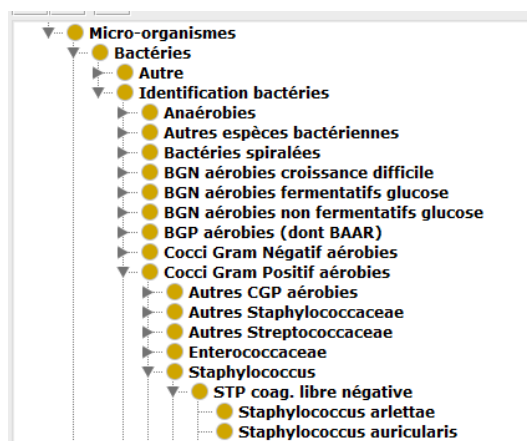 Micro-organismes
Bactéries
Autre
Identification bactéries
Anaérobies
Autres espèces bactériennes
Bactéries spiralées
BGN aérobies croissance difficile
BGN aérobies fermentatifs glucose
BGN aérobies non fermentatifs glucose
BGP aérobies (dont BAAR)
Cocci Gram Négatif aérobies
Cocci Gram Positif aérobies
Autres CGP aérobies
Autres Staphylococcaceae
Autres Streptococcaceae
Enterococcaceae
Staphylococcus
STP coag. libre négative
Staphylococcus arlettae
Staphylococcus auricularis